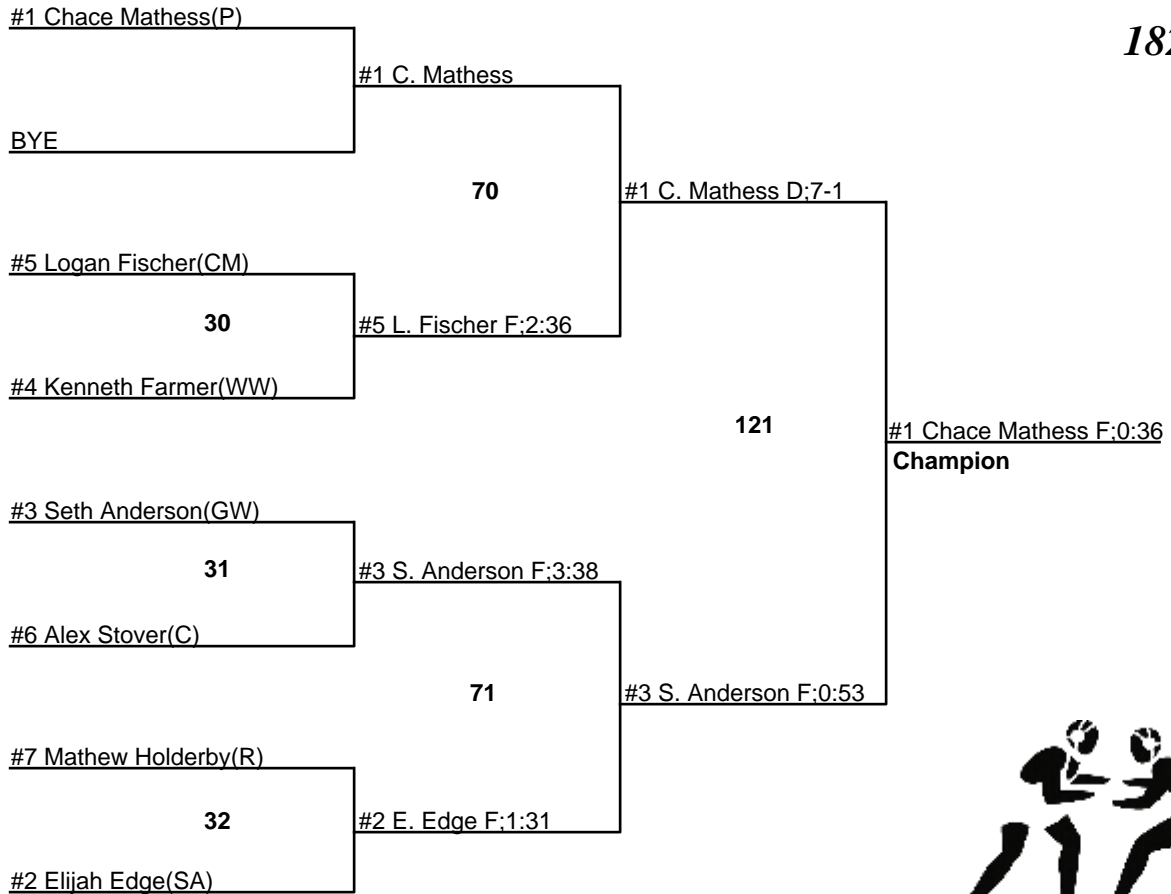 #1 Chace Mathess(P)
182
#1 C. Mathess
BYE
70
#1 C. Mathess D;7-1
#5 Logan Fischer(CM)
30
#5 L. Fischer F;2:36
#4 Kenneth Farmer(WW)
121
#1 Chace Mathess F;0:36
Champion
#3 Seth Anderson(GW)
31
#3 S. Anderson F;3:38
#6 Alex Stover(C)
71
#3 S. Anderson F;0:53
#7 Mathew Holderby(R)
32
#2 E. Edge F;1:31
#2 Elijah Edge(SA)